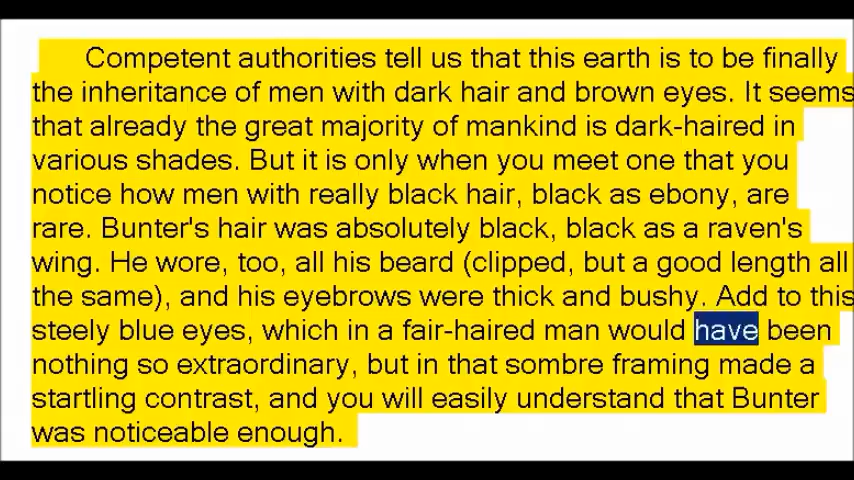 Competent authorities tell us that this earth is to be finally
the inheritance of men with dark hair and brown eyes. It seems
that already the great majority of mankind is dark-haired in
various shades. But it is only when you meet one that you
notice how men with really black hair, black as ebony, are
rare. Bunter's hair was absolutely black, black as a raven's
wing. He wore, too, all his beard (clipped, but a good length all
the same), and his eyebrows were thick and bushy. Add to this
steely blue eyes, which in a fair-haired man would have been
nothing so extraordinary, but in that sombre framing made a
startling contrast, and you will easily understand that Bunter
was noticeable enough.